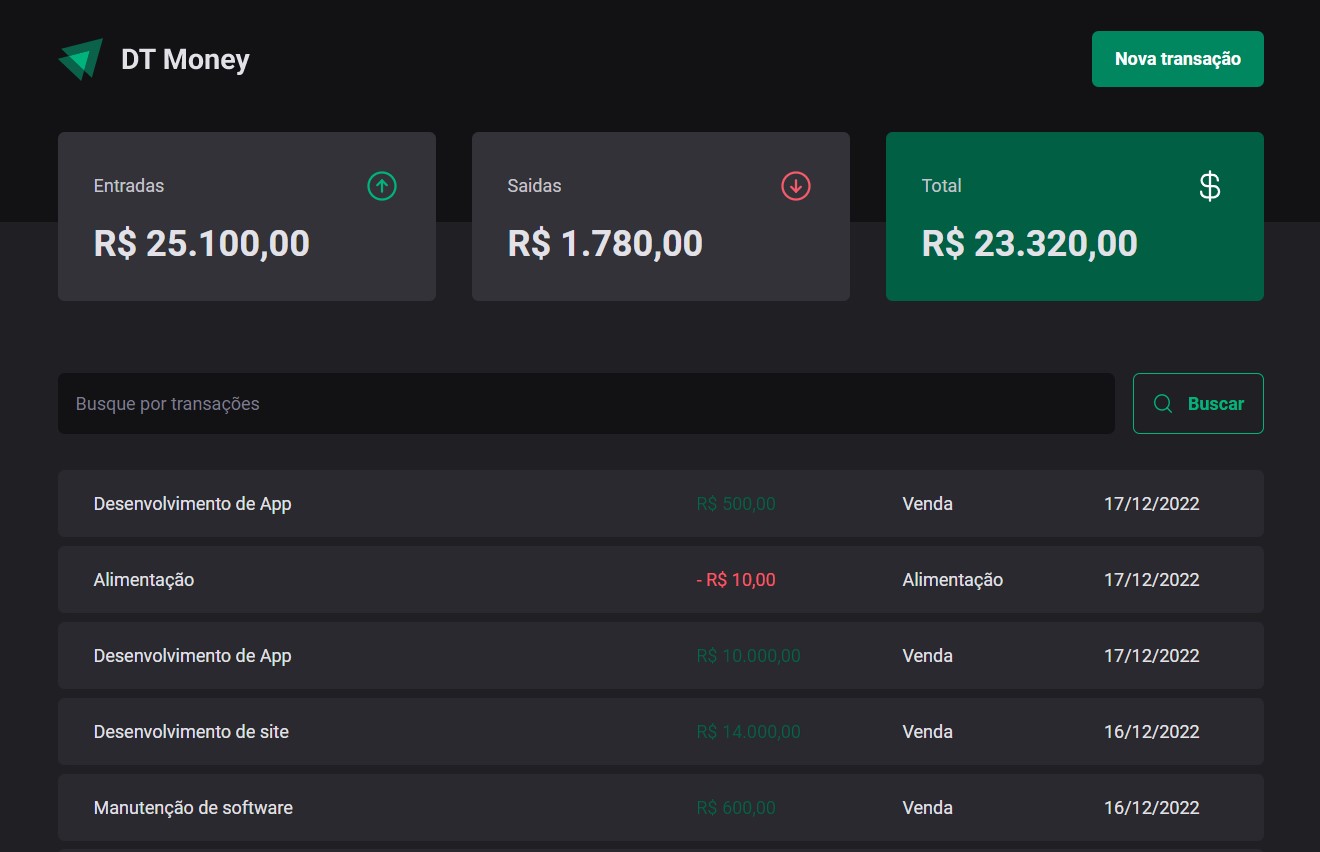 DT Money
Nova transação
Entradas
Saidas
Total
$
R$ 25.100,00
R$ 1.780,00
R$ 23.320,00
Busque por transações
Buscar
Desenvolvimento de App R$ 500,00 Venda 17/12/2022
Alimentação - R$ 10,00 Alimentação 17/12/2022
Desenvolvimento de App R$ 10.000,00 Venda 17/12/2022
Desenvolvimento de site R$ 14.000,00 Venda 16/12/2022
Manutenção de software R$ 600,00 Venda 16/12/2022